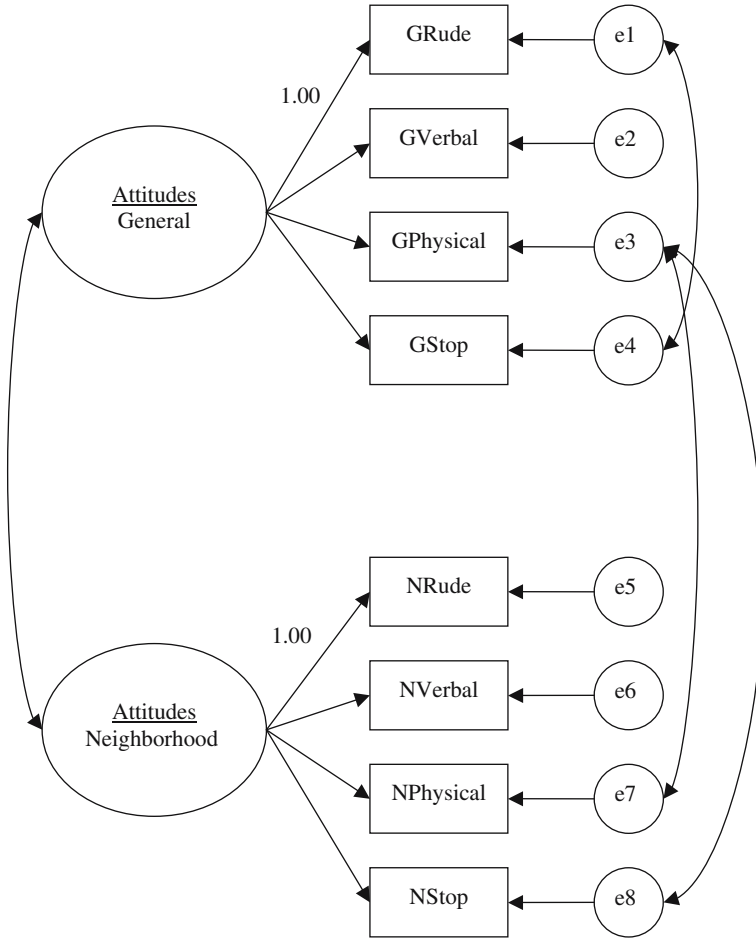 GRude
e1
1.00
GVerbal
e2
Attitudes
General
GPhysical
e3
GStop
e4
NRude
e5
1.00
NVerbal
e6
Attitudes
Neighborhood
NPhysical
e7
NStop
e8